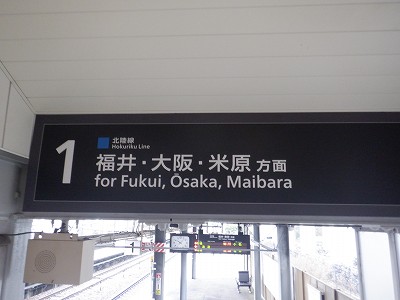 1
北陸線
Hokuriku Line
福井・大阪・米原 方面
for Fukui, Ōsaka, Maibara